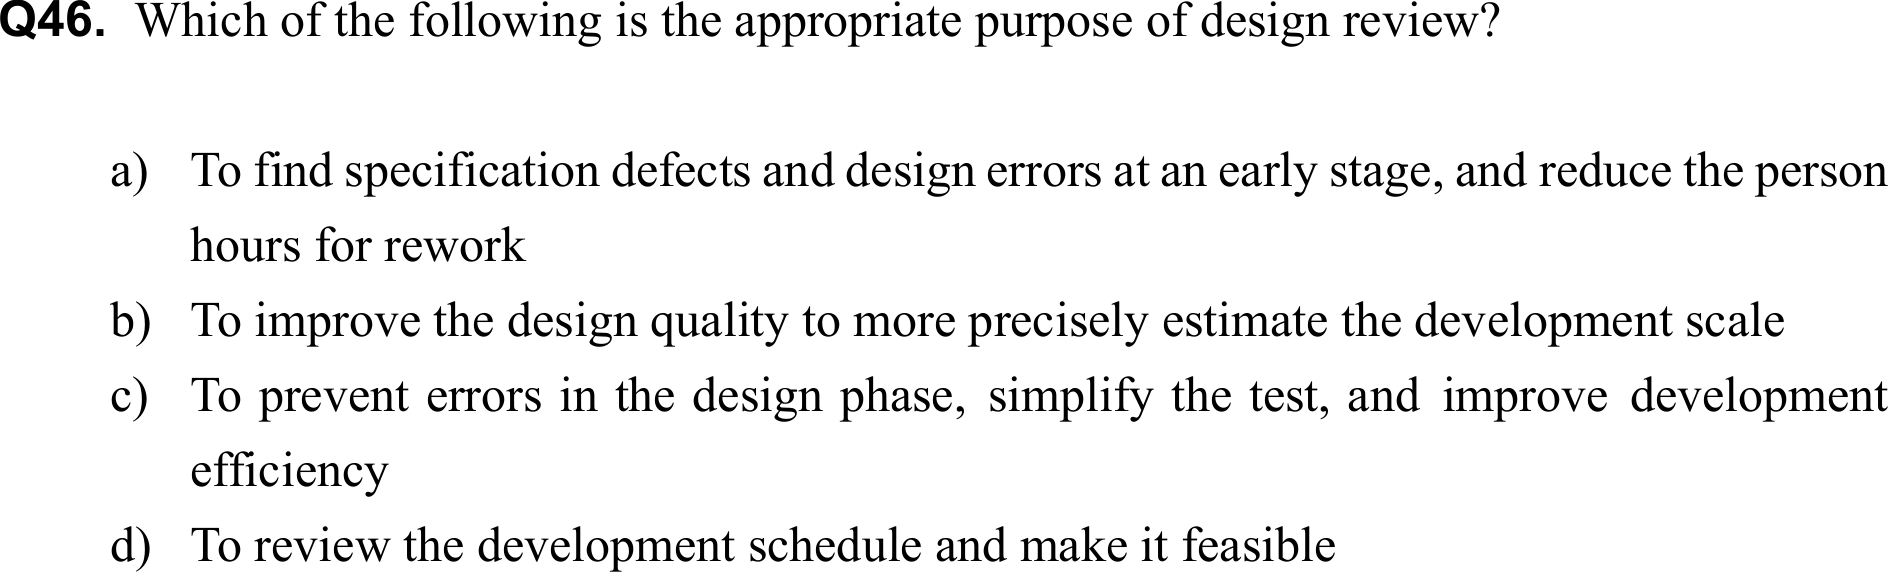 Q46. Which of the following is the appropriate purpose of design review?
a) To find specification defects and design errors at an early stage, and reduce the person
hours for rework
b) To improve the design quality to more precisely estimate the development scale
c) To prevent errors in the design phase, simplify the test, and improve development
efficiency
d) To review the development schedule and make it feasible